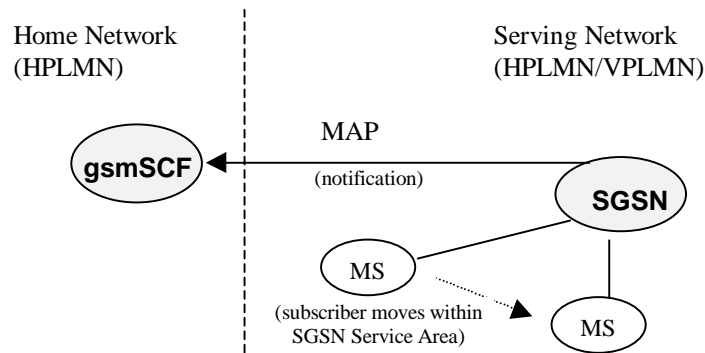 Home Network
(HPLMN)
Serving Network
(HPLMN/VPLMN)
MAP
gsmSCF
(notification)
SGSN
MS
(subscriber moves within
SGSN Service Area)
MS